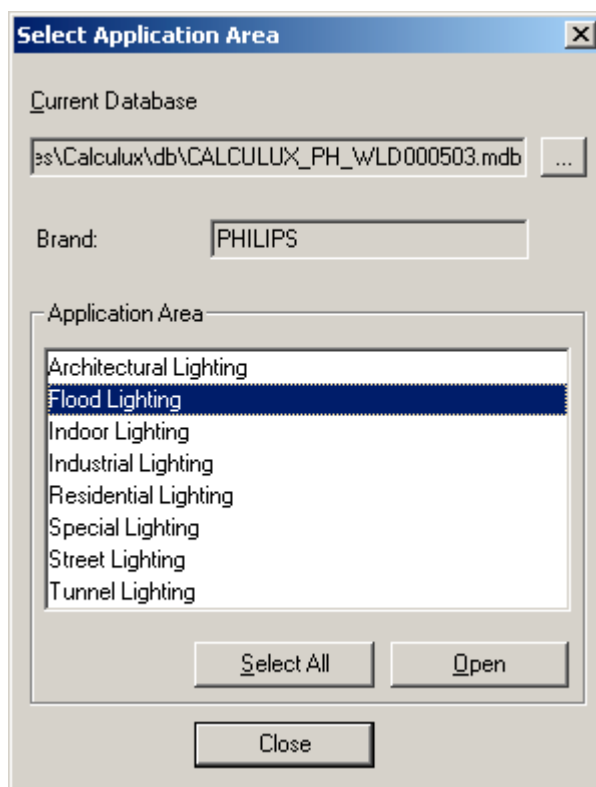 Select Application Area
Current Database
es\Calculux\db\CALCULUX_PH_WLD000503.mdb ...
Brand: PHILIPS
Application Area
Architectural Lighting
Flood Lighting
Indoor Lighting
Industrial Lighting
Residential Lighting
Special Lighting
Street Lighting
Tunnel Lighting
Select All Open
Close